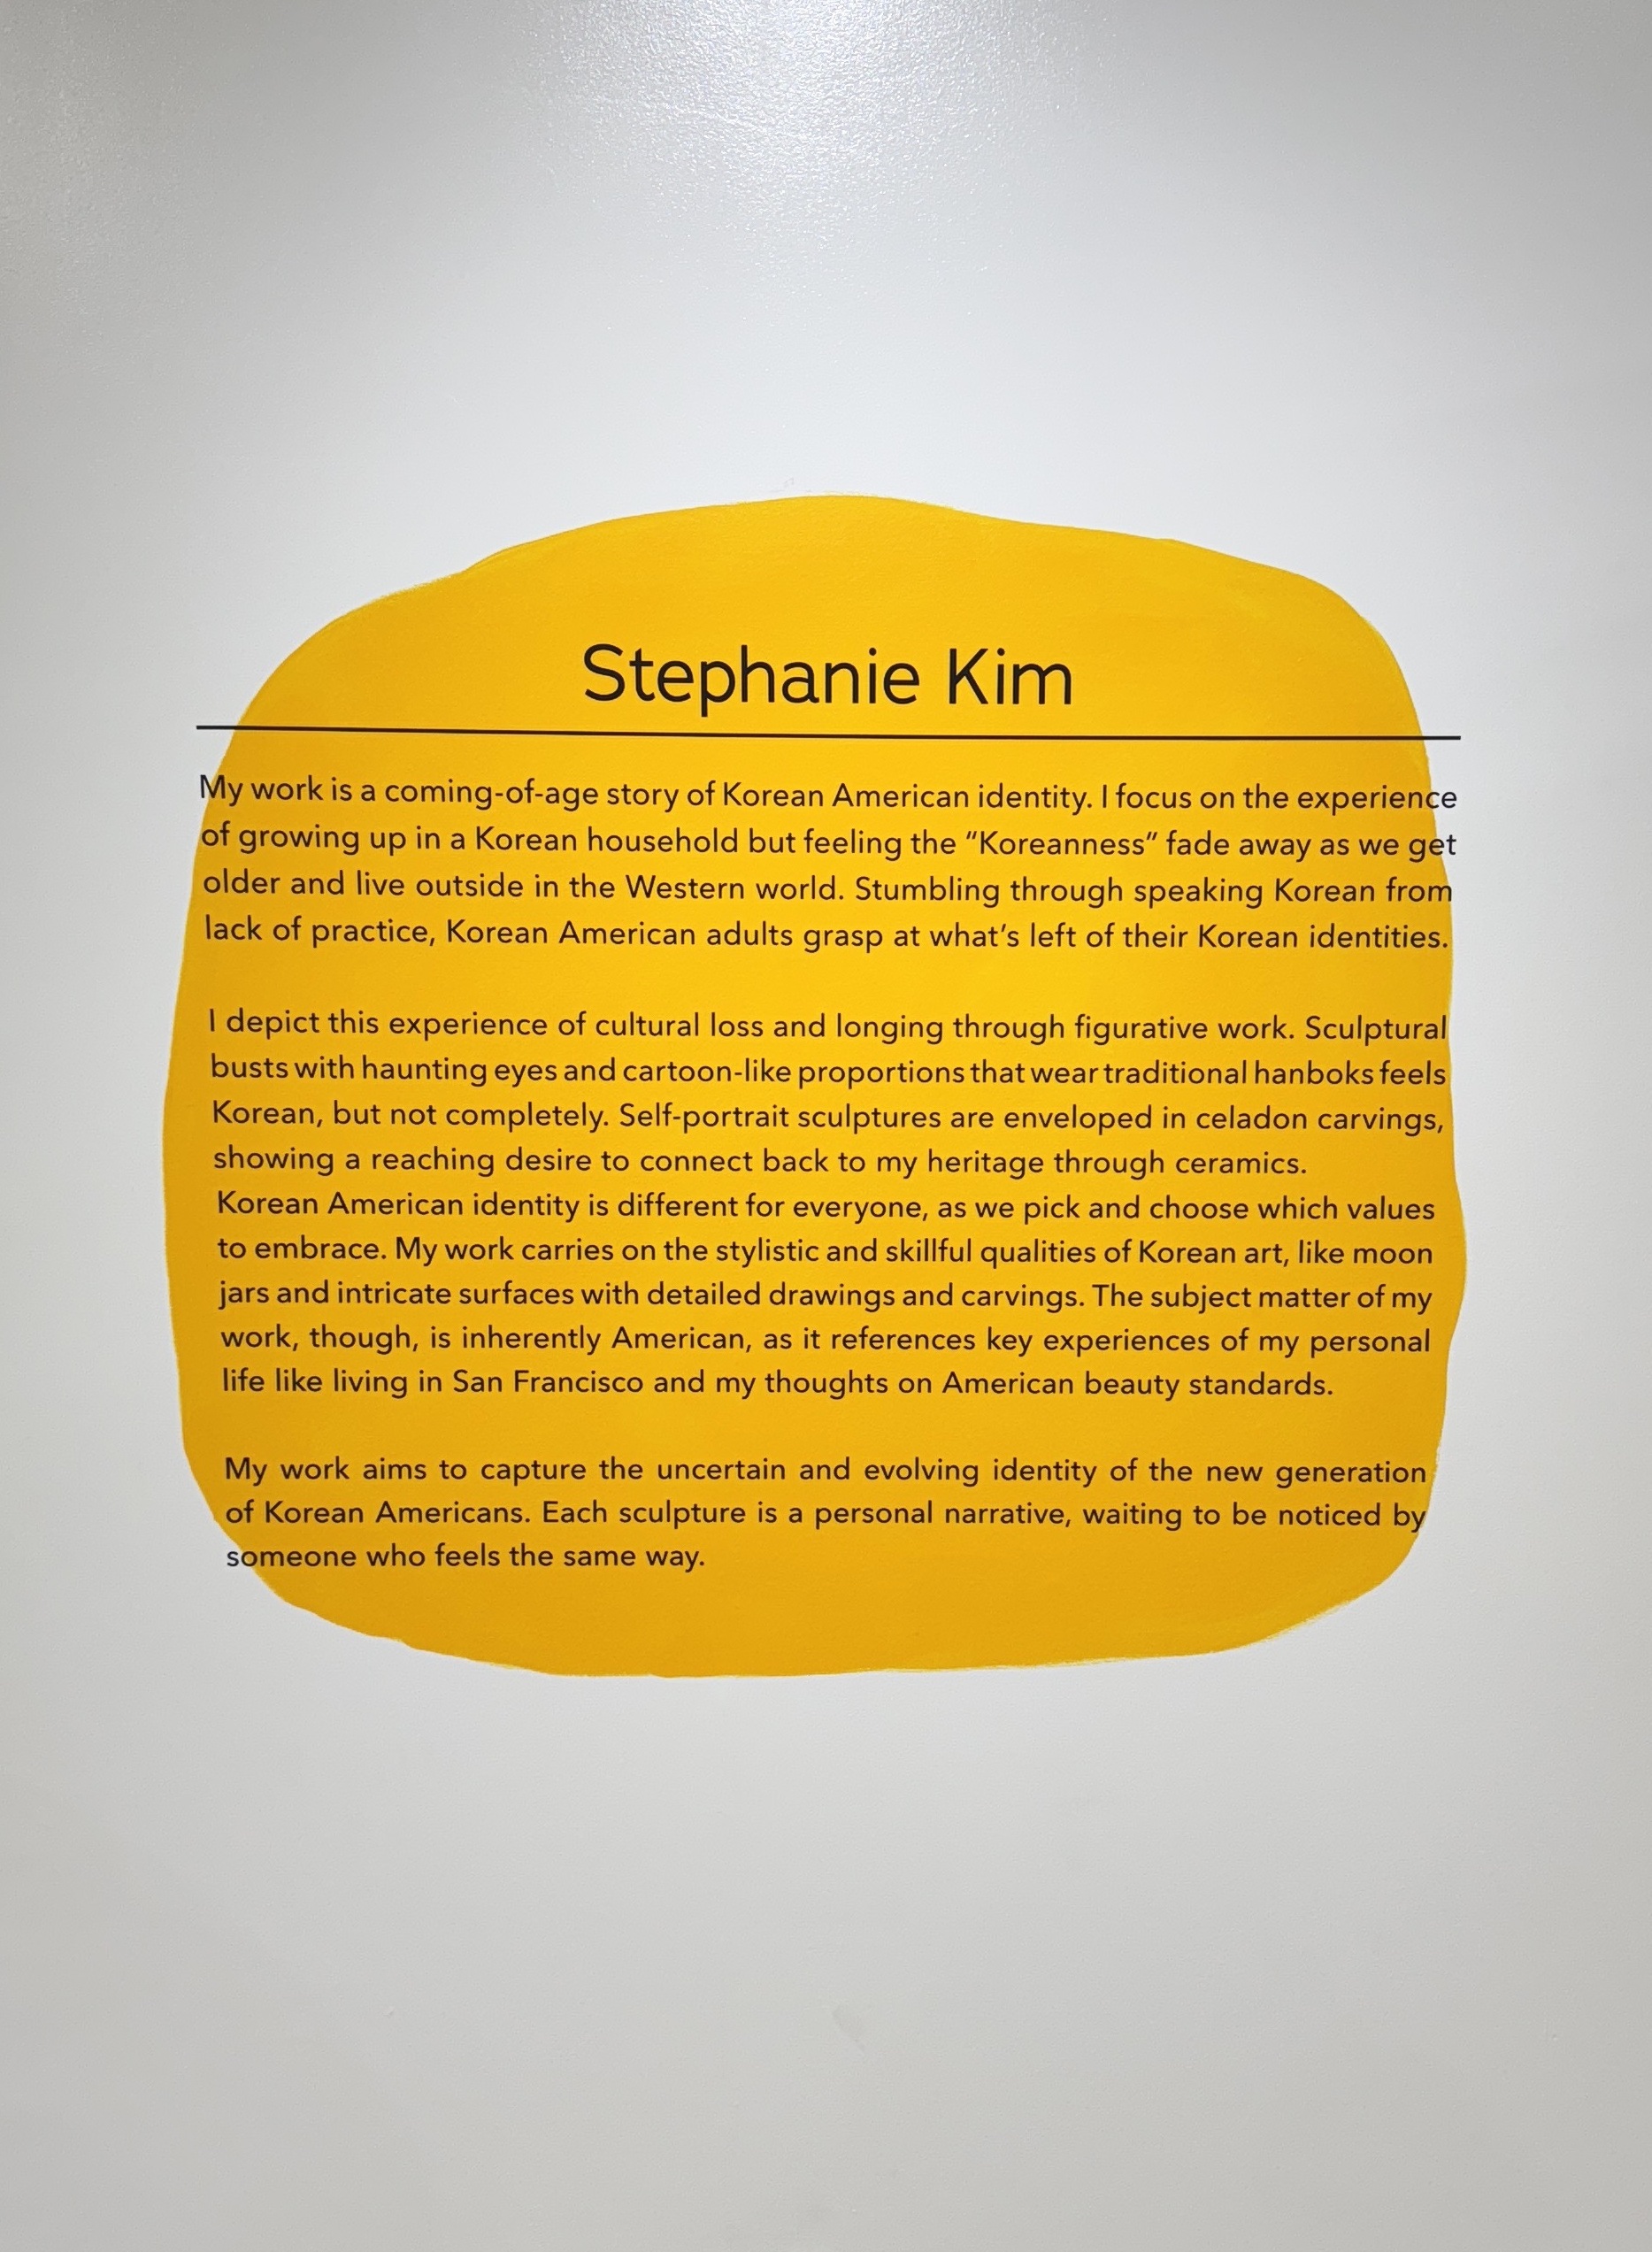 Stephanie Kim
My work is a coming-of-age story of Korean American identity. I focus on the experience
of growing up in a Korean household but feeling the “Koreanness” fade away as we get
older and live outside in the Western world. Stumbling through speaking Korean from
lack of practice, Korean American adults grasp at what’s left of their Korean identities.
I depict this experience of cultural loss and longing through figurative work. Sculptural
busts with haunting eyes and cartoon-like proportions that wear traditional hanboks feels
Korean, but not completely. Self-portrait sculptures are enveloped in celadon carvings,
showing a reaching desire to connect back to my heritage through ceramics.
Korean American identity is different for everyone, as we pick and choose which values
to embrace. My work carries on the stylistic and skillful qualities of Korean art, like moon
jars and intricate surfaces with detailed drawings and carvings. The subject matter of my
work, though, is inherently American, as it references key experiences of my personal
life like living in San Francisco and my thoughts on American beauty standards.
My work aims to capture the uncertain and evolving identity of the new generation
of Korean Americans. Each sculpture is a personal narrative, waiting to be noticed by
someone who feels the same way.